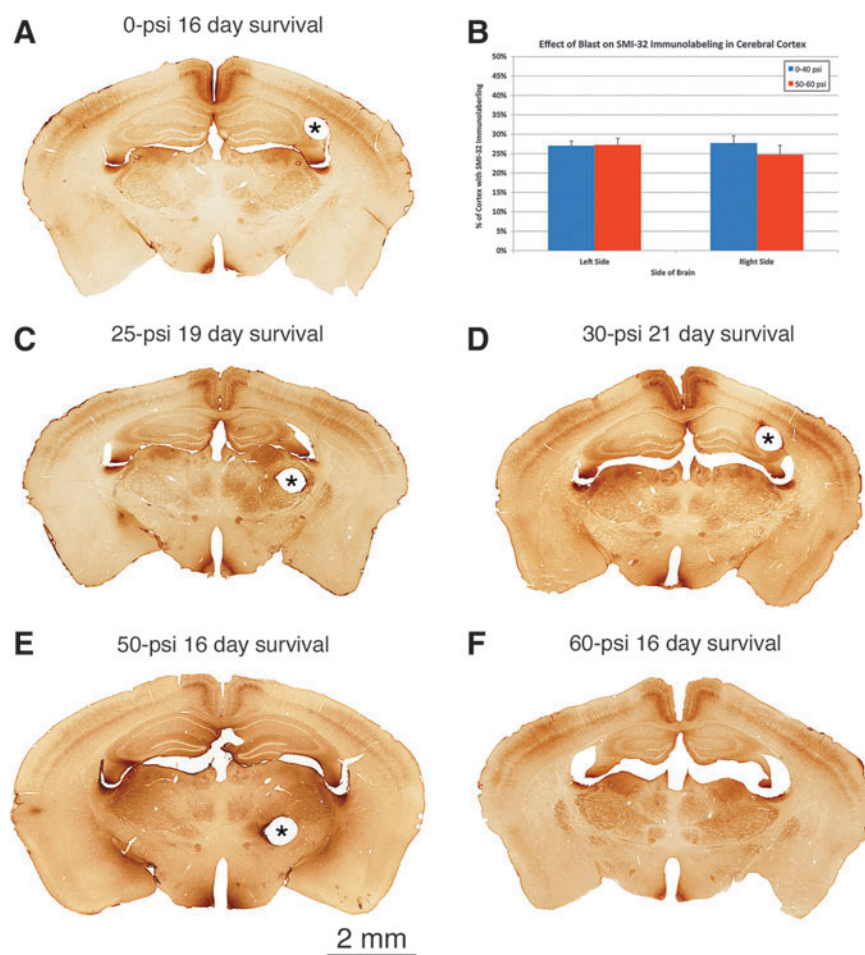 A
0-psi 16 day survival
*
B
Effect of Blast on SMI-32 Immunolabeling in Cerebral Cortex
50%
45%
40%
35%
30%
25%
20%
15%
10%
5%
0%
% of Cortex with SMI-32 Immunolaberling
0-40 psi
50-60 psi
Left Side
Right Side
Side of Brain
C
25-psi 19 day survival
*
D
30-psi 21 day survival
*
E
50-psi 16 day survival
*
2 mm
F
60-psi 16 day survival